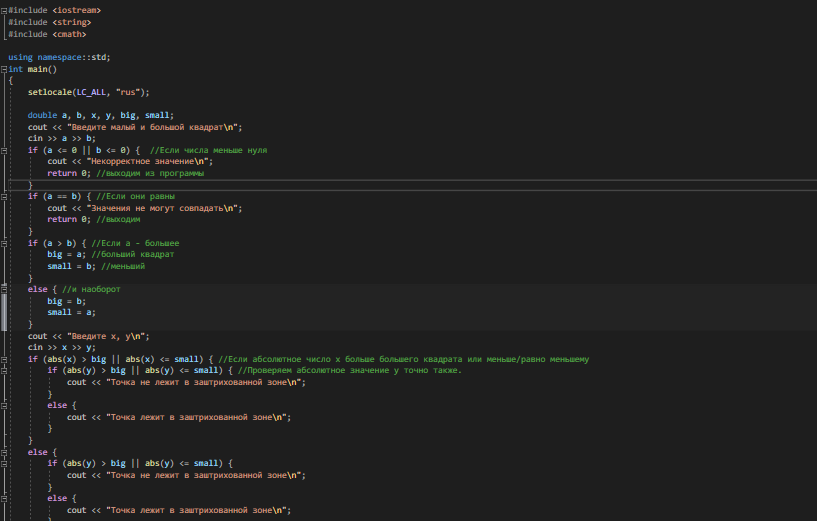 #include <iostream>
#include <string>
#include <cmath>
using namespace::std;
int main()
{
setlocale(LC_ALL, "rus");
double a, b, x, y, big, small;
cout << "Введите малый и большой квадрат\n";
cin >> a >> b;
if (a <= 0 || b <= 0) { //Если числа меньше нуля
cout << "Некорректное значение\n";
return 0; //выходим из программы
}
if (a == b) { //Если они равны
cout << "Значения не могут совпадать\n";
return 0; //выходим
}
if (a > b) { //Если a - большее
big = a; //больший квадрат
small = b; //меньший
}
else { //и наоборот
big = b;
small = a;
}
cout << "Введите x, y\n";
cin >> x >> y;
if (abs(x) > big || abs(x) <= small) { //Если абсолютное число x больше большего квадрата или меньше/равно меньшему
if (abs(y) > big || abs(y) <= small) { //Проверяем абсолютное значение y точно также.
cout << "Точка не лежит в заштрихованной зоне\n";
}
else {
cout << "Точка лежит в заштрихованной зоне\n";
}
}
else {
if (abs(y) > big || abs(y) <= small) {
cout << "Точка не лежит в заштрихованной зоне\n";
}
else {
cout << "Точка лежит в заштрихованной зоне\n";
}